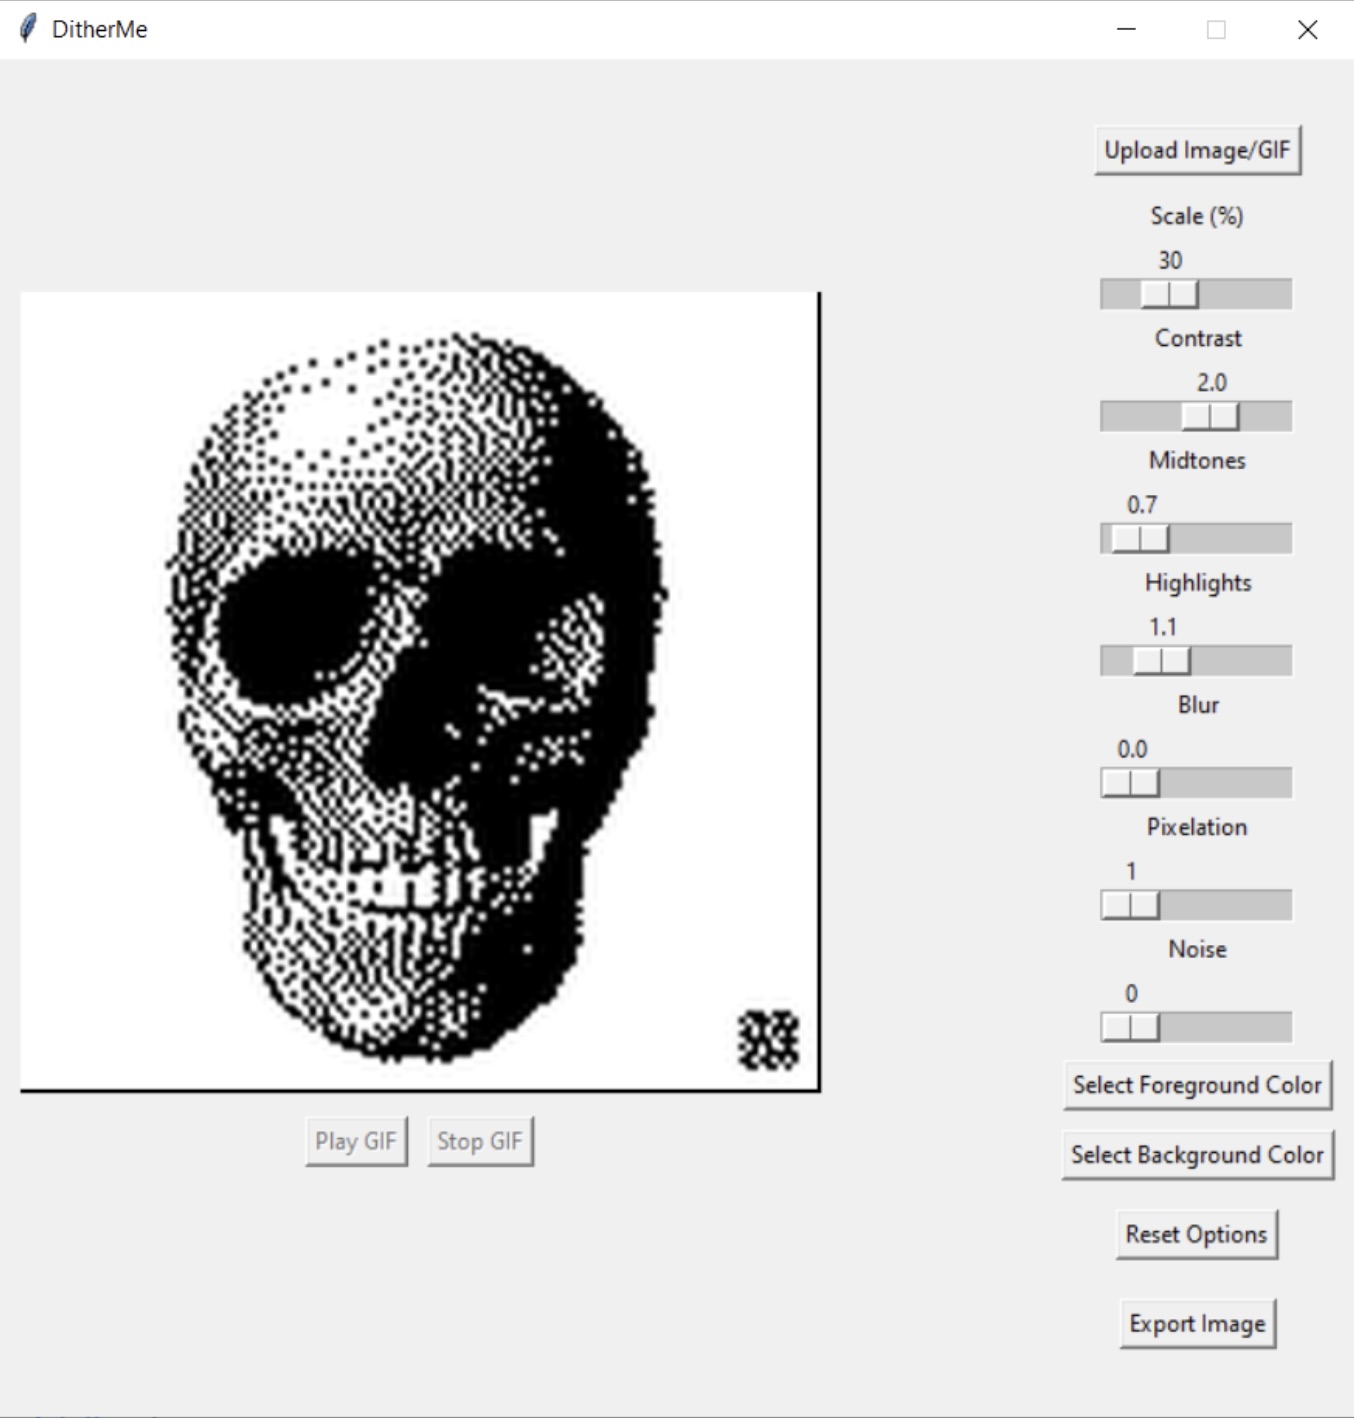 DitherMe
Upload Image/GIF
Scale (%)
30
Contrast
2.0
Midtones
0.7
Highlights
1.1
Blur
0.0
Pixelation
1
Noise
0
Select Foreground Color
Play GIF
Stop GIF
Select Background Color
Reset Options
Export Image